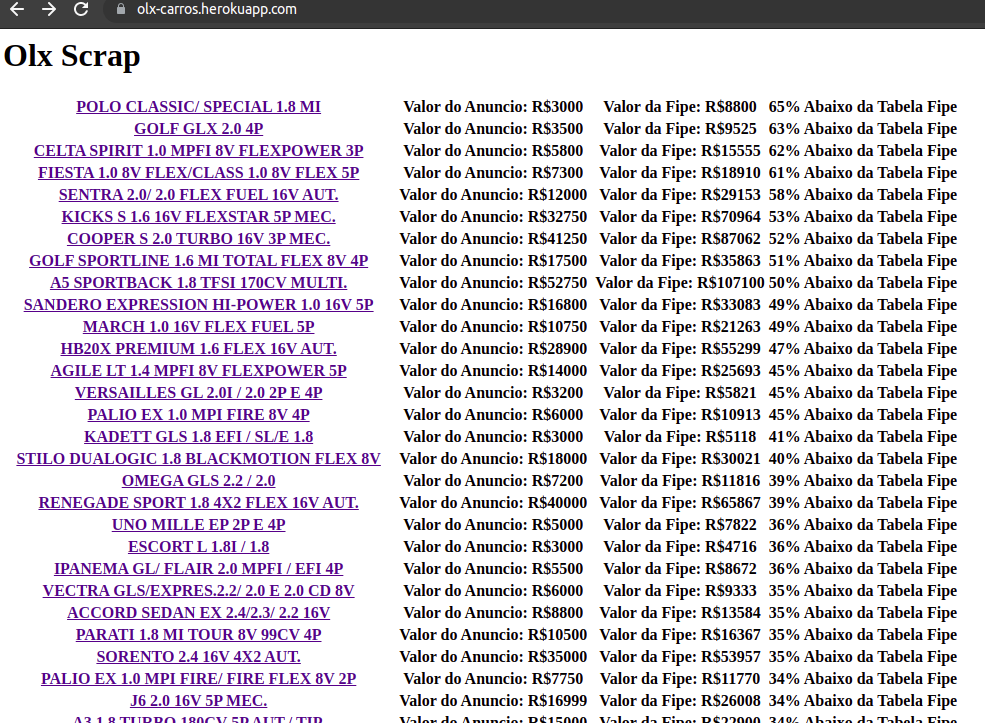 olx-carros.herokuapp.com
Olx Scrap
POLO CLASSIC/ SPECIAL 1.8 MI Valor do Anuncio: R$3000 Valor da Fipe: R$8800 65% Abaixo da Tabela Fipe
GOLF GLX 2.0 4P Valor do Anuncio: R$3500 Valor da Fipe: R$9525 63% Abaixo da Tabela Fipe
CELTA SPIRIT 1.0 MPFI 8V FLEXPOWER 3P Valor do Anuncio: R$5800 Valor da Fipe: R$15555 62% Abaixo da Tabela Fipe
FIESTA 1.0 8V FLEX/CLASS 1.0 8V FLEX 5P Valor do Anuncio: R$7300 Valor da Fipe: R$18910 61% Abaixo da Tabela Fipe
SENTRA 2.0/ 2.0 FLEX FUEL 16V AUT. Valor do Anuncio: R$12000 Valor da Fipe: R$29153 58% Abaixo da Tabela Fipe
KICKS S 1.6 16V FLEXSTAR 5P MEC. Valor do Anuncio: R$32750 Valor da Fipe: R$70964 53% Abaixo da Tabela Fipe
COOPER S 2.0 TURBO 16V 3P MEC. Valor do Anuncio: R$41250 Valor da Fipe: R$87062 52% Abaixo da Tabela Fipe
GOLF SPORTLINE 1.6 MI TOTAL FLEX 8V 4P Valor do Anuncio: R$17500 Valor da Fipe: R$35863 51% Abaixo da Tabela Fipe
A5 SPORTBACK 1.8 TFSI 170CV MULTI. Valor do Anuncio: R$52750 Valor da Fipe: R$107100 50% Abaixo da Tabela Fipe
SANDERO EXPRESSION HI-POWER 1.0 16V 5P Valor do Anuncio: R$16800 Valor da Fipe: R$33083 49% Abaixo da Tabela Fipe
MARCH 1.0 16V FLEX FUEL 5P Valor do Anuncio: R$10750 Valor da Fipe: R$21263 49% Abaixo da Tabela Fipe
HB20X PREMIUM 1.6 FLEX 16V AUT. Valor do Anuncio: R$28900 Valor da Fipe: R$55299 47% Abaixo da Tabela Fipe
AGILE LT 1.4 MPFI 8V FLEXPOWER 5P Valor do Anuncio: R$14000 Valor da Fipe: R$25693 45% Abaixo da Tabela Fipe
VERSAILLES GL 2.0I / 2.0 2P E 4P Valor do Anuncio: R$3200 Valor da Fipe: R$5821 45% Abaixo da Tabela Fipe
PALIO EX 1.0 MPI FIRE 8V 4P Valor do Anuncio: R$6000 Valor da Fipe: R$10913 45% Abaixo da Tabela Fipe
KADETT GLS 1.8 EFI / SL/E 1.8 Valor do Anuncio: R$3000 Valor da Fipe: R$5118 41% Abaixo da Tabela Fipe
STILO DUALOGIC 1.8 BLACKMOTION FLEX 8V Valor do Anuncio: R$18000 Valor da Fipe: R$30021 40% Abaixo da Tabela Fipe
OMEGA GLS 2.2 / 2.0 Valor do Anuncio: R$7200 Valor da Fipe: R$11816 39% Abaixo da Tabela Fipe
RENEGADE SPORT 1.8 4X2 FLEX 16V AUT. Valor do Anuncio: R$40000 Valor da Fipe: R$65867 39% Abaixo da Tabela Fipe
UNO MILLE EP 2P E 4P Valor do Anuncio: R$5000 Valor da Fipe: R$7822 36% Abaixo da Tabela Fipe
ESCORT L 1.8I / 1.8 Valor do Anuncio: R$3000 Valor da Fipe: R$4716 36% Abaixo da Tabela Fipe
IPANEMA GL/ FLAIR 2.0 MPFI / EFI 4P Valor do Anuncio: R$5500 Valor da Fipe: R$8672 36% Abaixo da Tabela Fipe
VECTRA GLS/EXPRES.2.2/ 2.0 E 2.0 CD 8V Valor do Anuncio: R$6000 Valor da Fipe: R$9333 35% Abaixo da Tabela Fipe
ACCORD SEDAN EX 2.4/2.3/ 2.2 16V Valor do Anuncio: R$8800 Valor da Fipe: R$13584 35% Abaixo da Tabela Fipe
PARATI 1.8 MI TOUR 8V 99CV 4P Valor do Anuncio: R$10500 Valor da Fipe: R$16367 35% Abaixo da Tabela Fipe
SORENTO 2.4 16V 4X2 AUT. Valor do Anuncio: R$35000 Valor da Fipe: R$53957 35% Abaixo da Tabela Fipe
PALIO EX 1.0 MPI FIRE/ FIRE FLEX 8V 2P Valor do Anuncio: R$7750 Valor da Fipe: R$11770 34% Abaixo da Tabela Fipe
J6 2.0 16V 5P MEC. Valor do Anuncio: R$16999 Valor da Fipe: R$26008 34% Abaixo da Tabela Fipe
A3 1.8 TURBO 180CV 5P AUT./ TIP. Valor do Anuncio: R$15000 Valor da Fipe: R$22900 34% Abaixo da Tabela Fipe